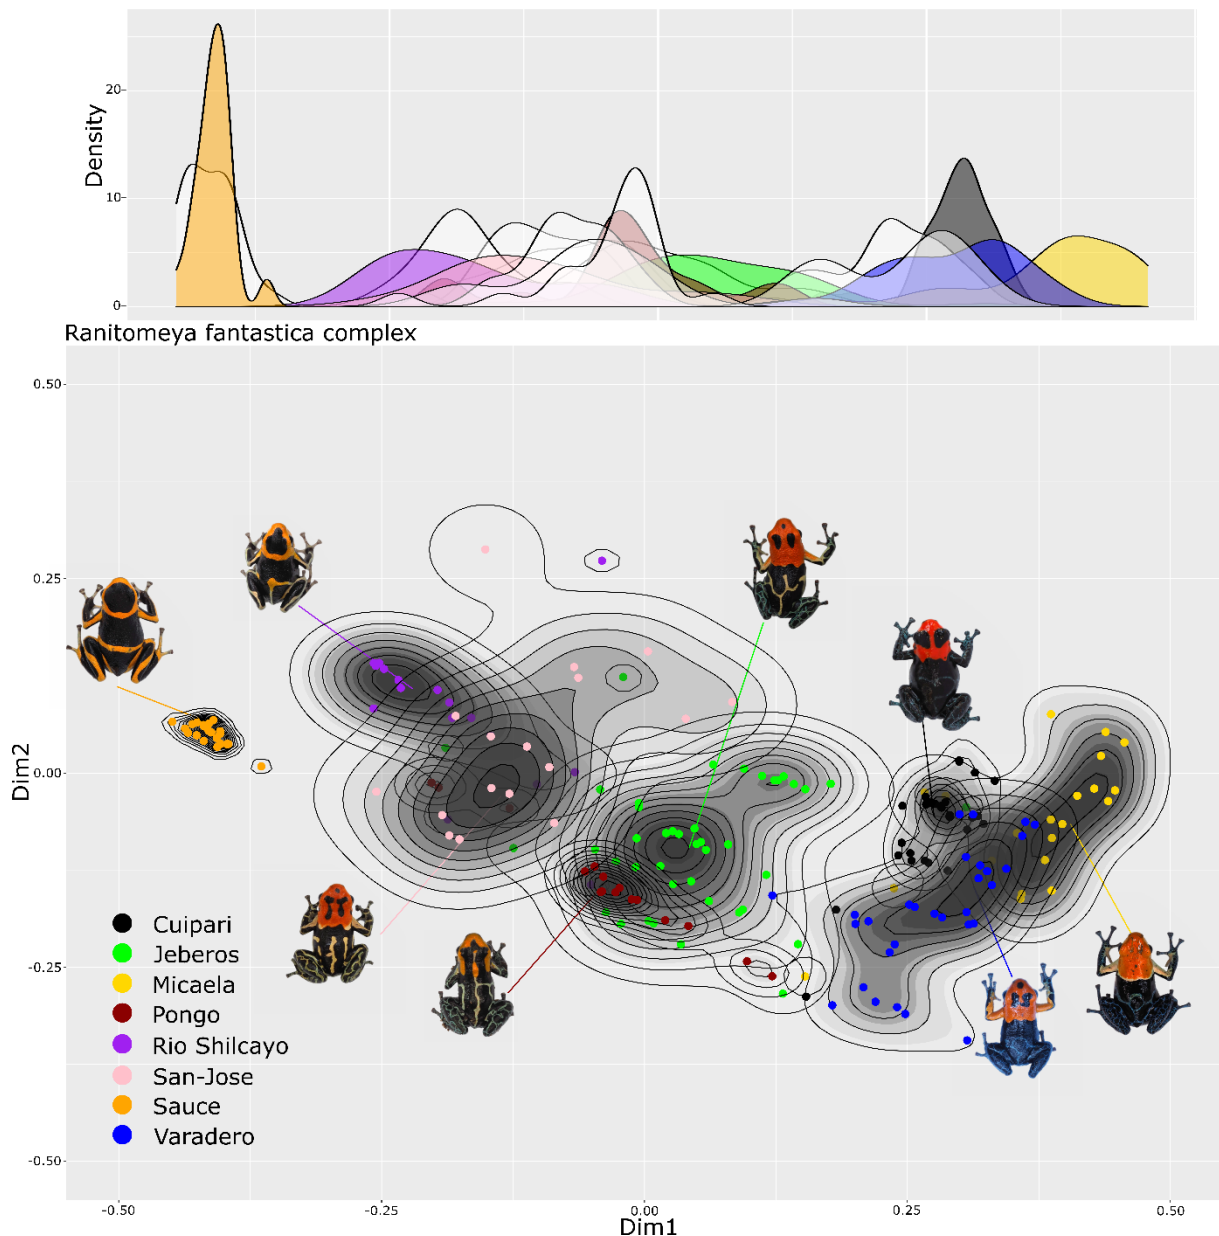 Density
20
10
0
Ranitomeya fantastica complex
Dim2
0.50
0.25
0.00
-0.25
-0.50
Cuipari
Jeberos
Micaela
Pongo
Rio Shilcayo
San-Jose
Sauce
Varadero
-0.50
-0.25
0.00
0.25
0.50
Dim1